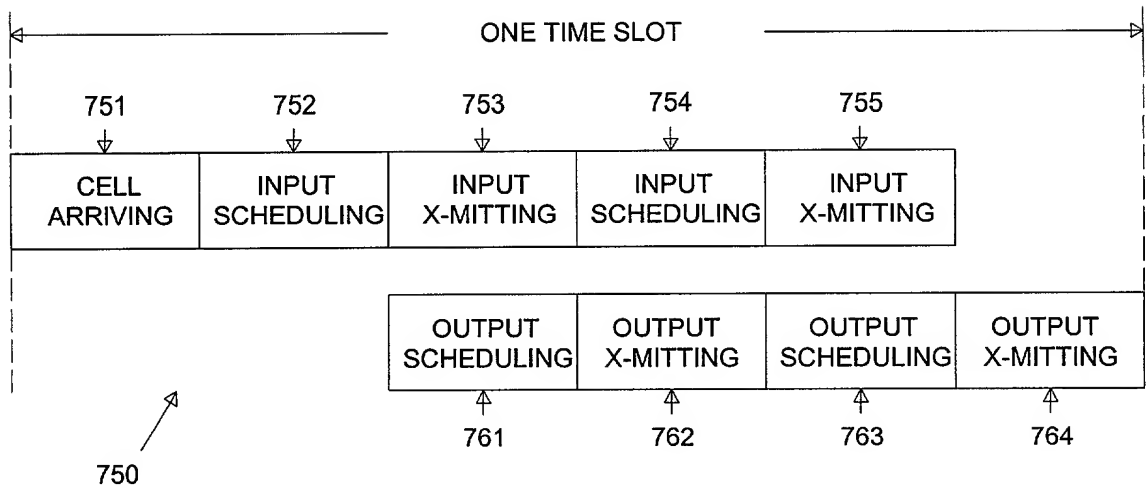 ONE TIME SLOT
751 752 753 754 755
CELL INPUT INPUT INPUT INPUT
ARRIVING SCHEDULING X-MITTING SCHEDULING X-MITTING
OUTPUT OUTPUT OUTPUT OUTPUT
SCHEDULING X-MITTING SCHEDULING X-MITTING
761 762 763 764
750